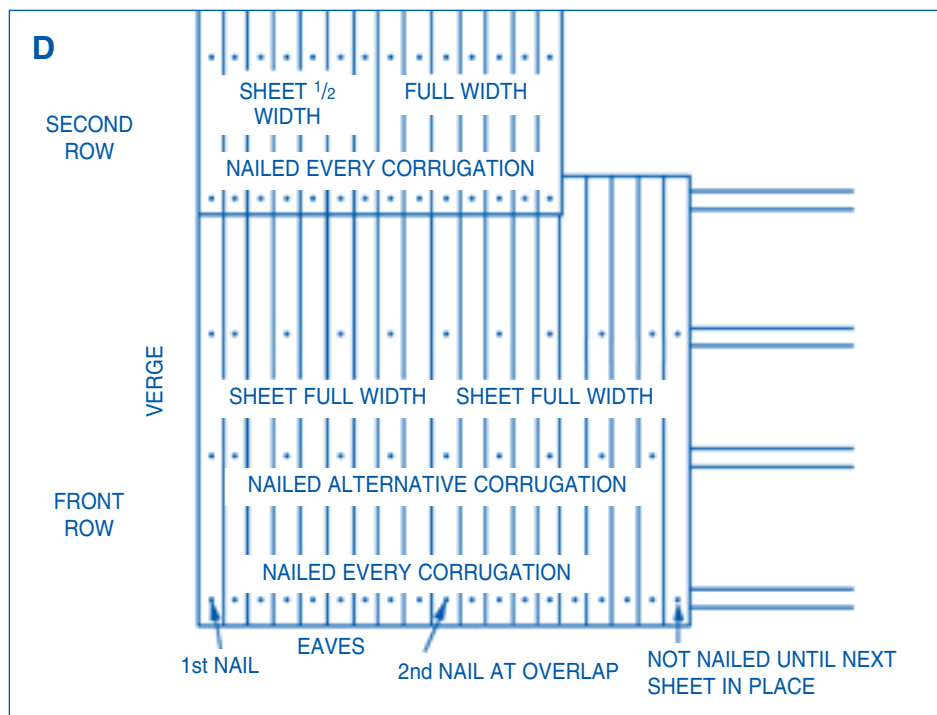 D
SHEET 1/2
WIDTH
FULL WIDTH
SECOND
ROW
NAILED EVERY CORRUGATION
VERGE
SHEET FULL WIDTH
SHEET FULL WIDTH
NAILED ALTERNATIVE CORRUGATION
FRONT
ROW
NAILED EVERY CORRUGATION
EAVES
1st NAIL
2nd NAIL AT OVERLAP
NOT NAILED UNTIL NEXT
SHEET IN PLACE